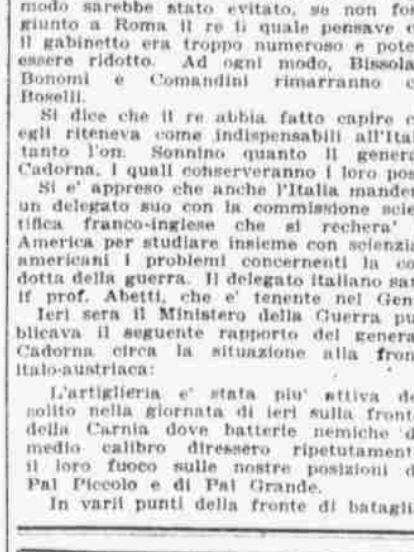 modo sarebbe stato evitato, se non fos
giunto a Roma il re il quale pensave c
il gabinetto era troppo numeroso e pote
essere ridotto. Ad ogni modo, Bissola
Bonomi e Comandini rimarranno c
Boselli.
Si dice che il re abbia fatto capire c
egli riteneva come indispensabili all'Ital
tanto l'on. Sonnino quanto il genera
Cadorna, i quali conserveranno i loro pos
Si e' appreso che anche l'Italia mander
un delegato suo con la commissione scie
tifica franco-inglese che si rechera'
America per studiare insieme con scienzia
americani i problemi concernenti la co
dotta della guerra. Il delegato italiano sar
il prof. Abetti, che e' tenente nel Geni
Ieri sera il Ministero della Guerra pu
blicava il seguente rapporto del genera
Cadorna circa la situazione alla fron
italo-austriaca:
L'artiglieria e' stata piu' attiva de
solito nella giornata di ieri sulla front
della Carnia dove batterie nemiche d
medio calibro diressero ripetutament
il loro fuoco sulle nostre posizioni d
Pal Piccolo e di Pal Grande.
In varii punti della fronte di batagli